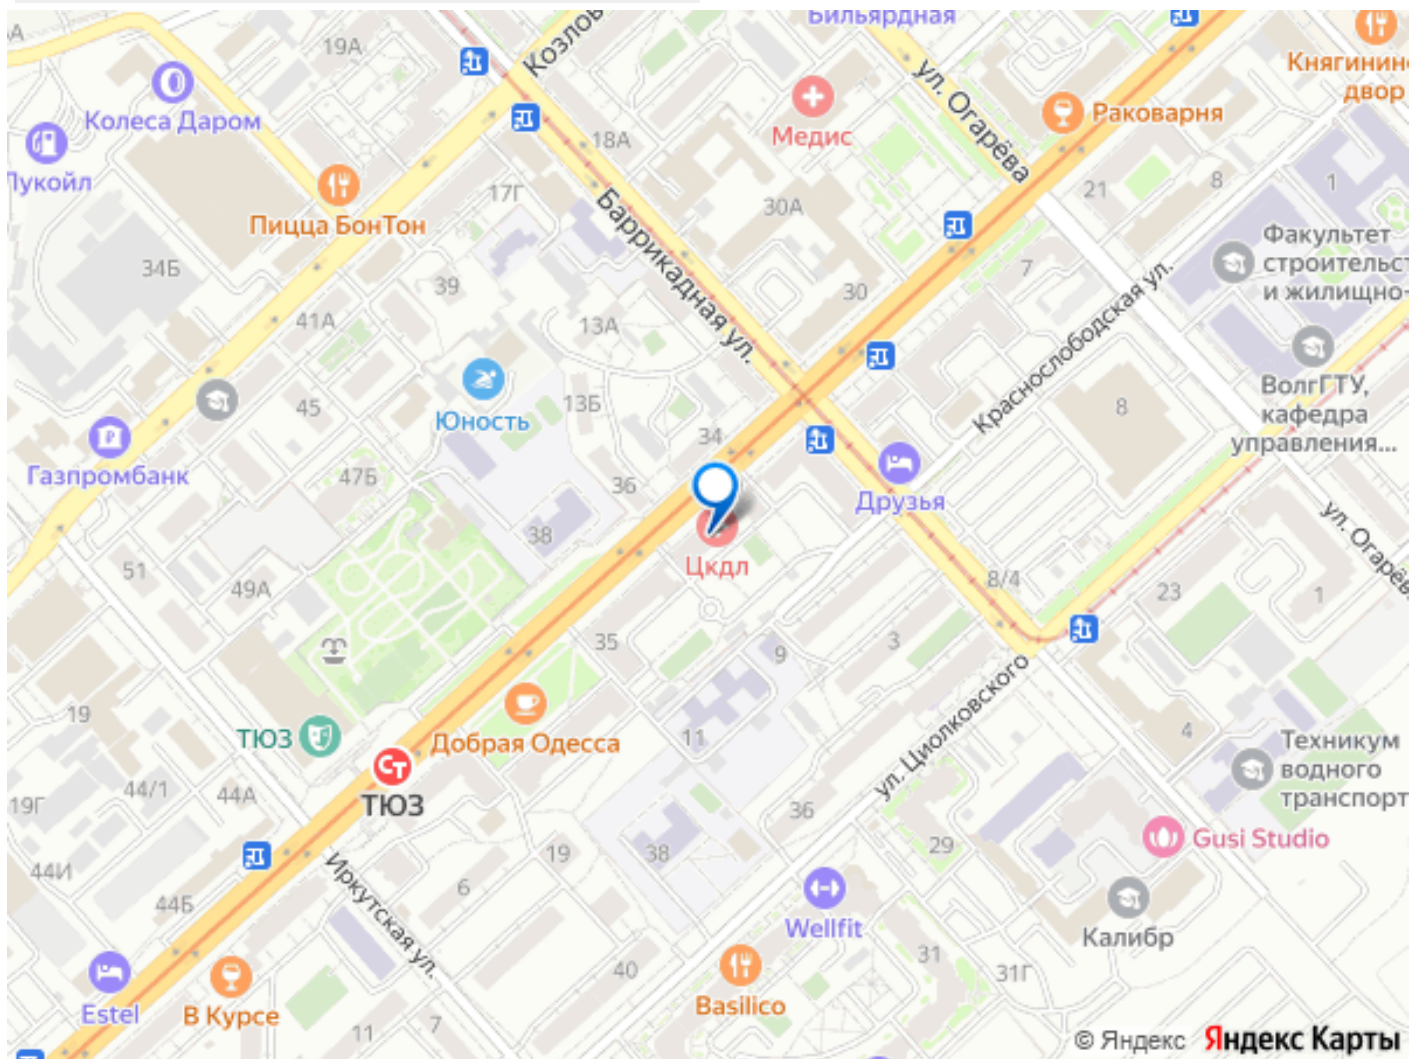 19А
Козлов
Бильярдная
Княгинин
двор
Колеса Даром
ул. Огарёва
Раковарня
Медис
Лукойл
18А
17Г
Пицца БонТон
30А
21
8
1
Баррикадная ул.
Факультет
строительст
и жилищно-
34Б
39
7
30
41А
13А
Краснослободская ул.
ВолгГТУ,
кафедра
управления...
45
Юность
13Б
8
34
Газпромбанк
47Б
36
Друзья
38
ул. Огарёва
51
49А
Цкдл
8/4
23
1
35
3
9
19
ТЮЗ
Добрая Одесса
11
ул. Циолковского
4
Техникум
водного
транспорт
СТ
ТЮЗ
19Г
44/1
44А
36
Gusi Studio
44И
19
38
29
Иркутская ул.
6
44Б
Wellfit
Калибр
31
31Г
40
Estel
В Курсе
Basilico
11
7
© Яндекс Яндекс Карты